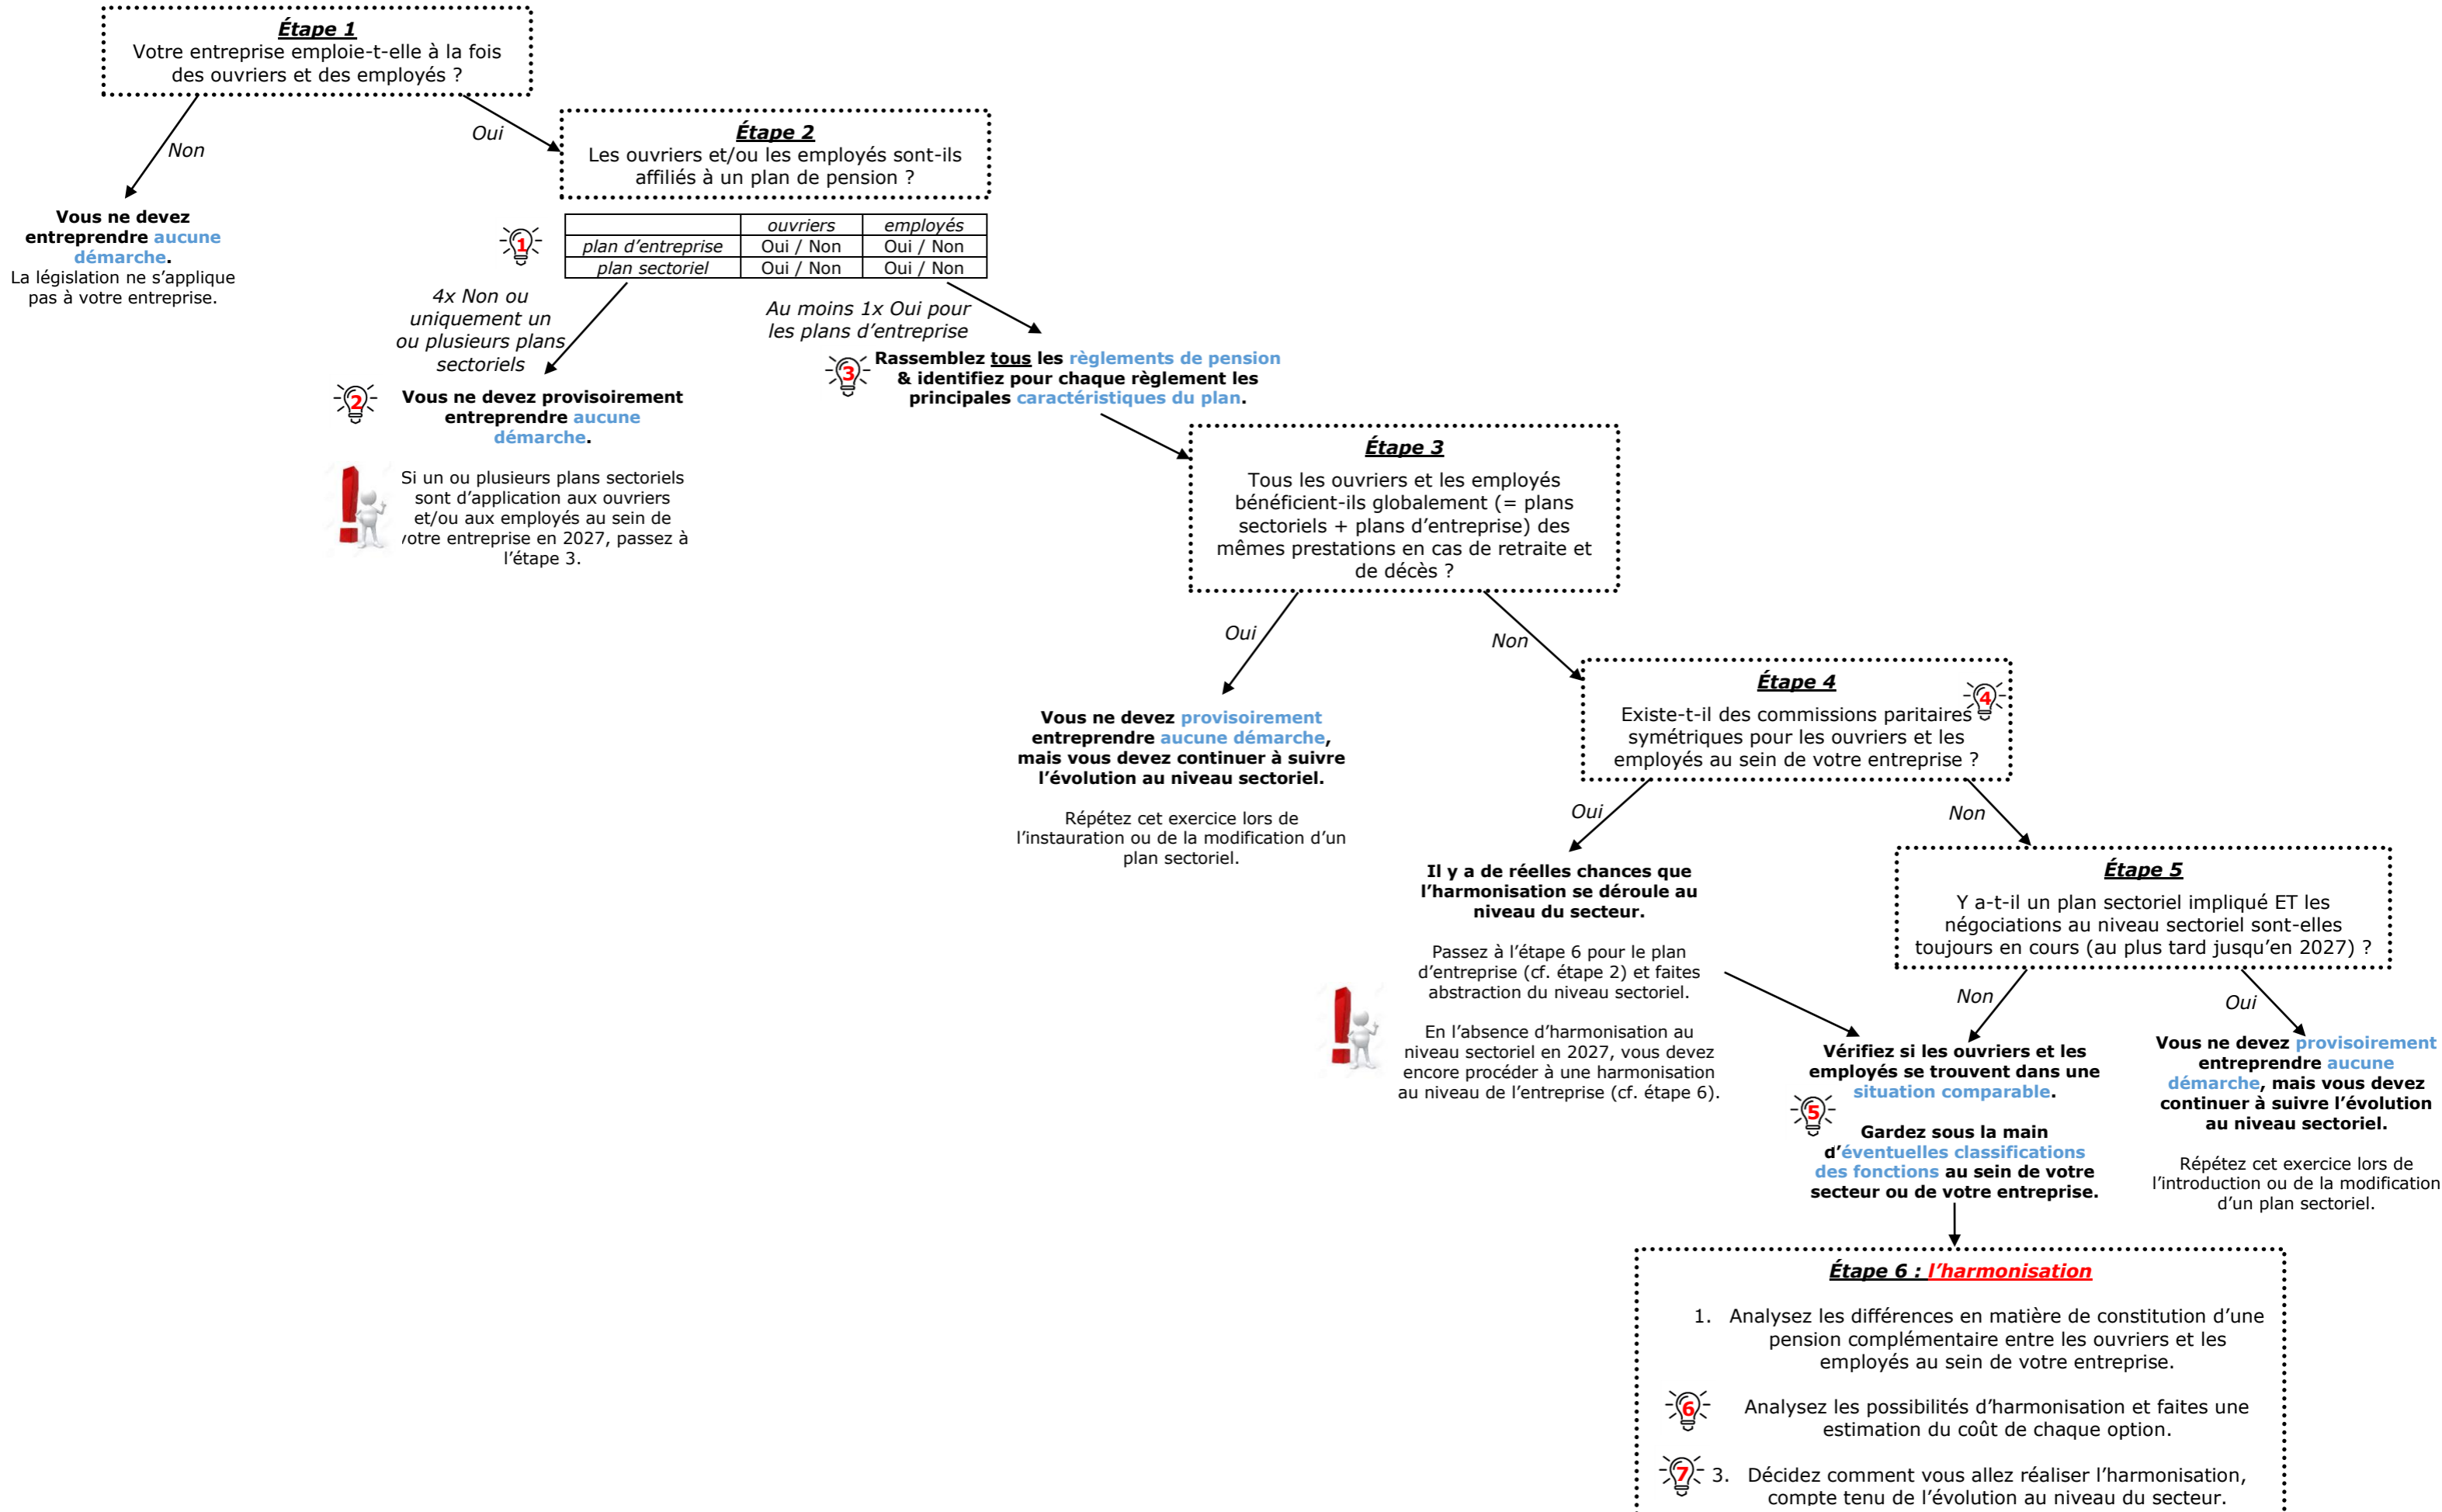 Étape 1
Votre entreprise emploie-t-elle à la fois
des ouvriers et des employés ?
Non
Oui
Vous ne devez
entreprendre aucune
démarche.
La législation ne s'applique
pas à votre entreprise.
Étape 2
Les ouvriers et/ou les employés sont-ils
affiliés à un plan de pension ?
1
ouvriers employés
plan d'entreprise Oui / Non Oui / Non
plan sectoriel Oui / Non Oui / Non
4x Non ou
uniquement un
ou plusieurs plans
sectoriels
Au moins 1x Oui pour
les plans d'entreprise
2
Vous ne devez provisoirement
entreprendre aucune
démarche.
Si un ou plusieurs plans sectoriels
sont d'application aux ouvriers
et/ou aux employés au sein de
votre entreprise en 2027, passez à
l'étape 3.
3
Rassemblez tous les règlements de pension
& identifiez pour chaque règlement les
principales caractéristiques du plan.
Étape 3
Tous les ouvriers et les employés
bénéficient-ils globalement (= plans
sectoriels + plans d'entreprise) des
mêmes prestations en cas de retraite et
de décès ?
Oui
Non
Vous ne devez provisoirement
entreprendre aucune démarche,
mais vous devez continuer à suivre
l'évolution au niveau sectoriel.
Répétez cet exercice lors de
l'instauration ou de la modification d'un
plan sectoriel.
Étape 4
4
Existe-t-il des commissions paritaires
symétriques pour les ouvriers et les
employés au sein de votre entreprise ?
Oui
Non
Il y a de réelles chances que
l'harmonisation se déroule au
niveau du secteur.
Passez à l'étape 6 pour le plan
d'entreprise (cf. étape 2) et faites
abstraction du niveau sectoriel.
En l'absence d'harmonisation au
niveau sectoriel en 2027, vous devez
encore procéder à une harmonisation
au niveau de l'entreprise (cf. étape 6).
Étape 5
Y a-t-il un plan sectoriel impliqué ET les
négociations au niveau sectoriel sont-elles
toujours en cours (au plus tard jusqu'en 2027) ?
Non
Oui
Vérifiez si les ouvriers et les
employés se trouvent dans une
situation comparable.
5
Gardez sous la main
d'éventuelles classifications
des fonctions au sein de votre
secteur ou de votre entreprise.
Vous ne devez provisoirement
entreprendre aucune
démarche, mais vous devez
continuer à suivre l'évolution
au niveau sectoriel.
Répétez cet exercice lors de
l'introduction ou de la modification
d'un plan sectoriel.
Étape 6 : l'harmonisation
1. Analysez les différences en matière de constitution d'une
pension complémentaire entre les ouvriers et les
employés au sein de votre entreprise.
6
Analysez les possibilités d'harmonisation et faites une
estimation du coût de chaque option.
7
3. Décidez comment vous allez réaliser l'harmonisation,
compte tenu de l'évolution au niveau du secteur.